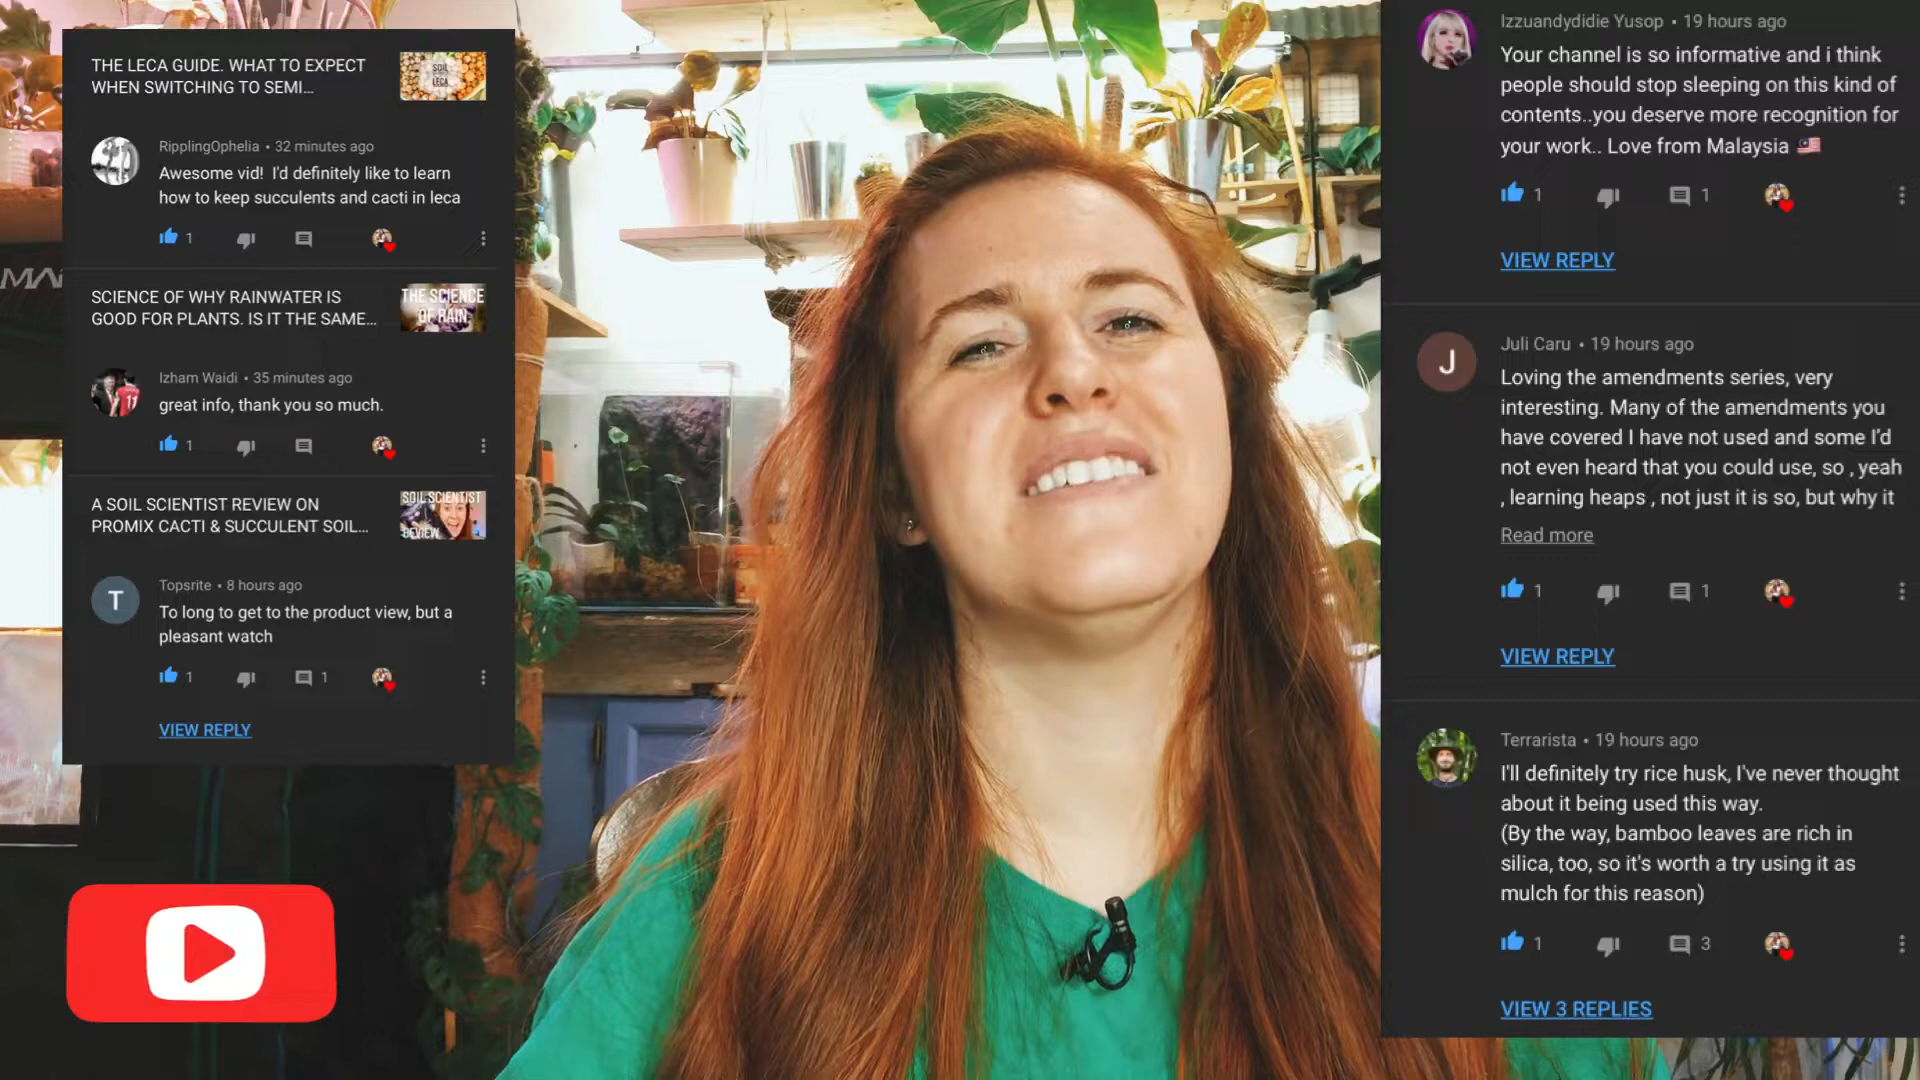 THE LECA GUIDE. WHAT TO EXPECT
WHEN SWITCHING TO SEMI...
SOIL
LECA
RipplingOphelia • 32 minutes ago
Awesome vid! I'd definitely like to learn
how to keep succulents and cacti in leca
1
SCIENCE OF WHY RAINWATER IS
GOOD FOR PLANTS. IS IT THE SAME...
THE SCIENCE
OF RAIN
Izham Waidi • 35 minutes ago
great info, thank you so much.
1
A SOIL SCIENTIST REVIEW ON
PROMIX CACTI & SUCCULENT SOIL...
SOIL SCIENTIST
REVIEW
T
Topsrite • 8 hours ago
To long to get to the product view, but a
pleasant watch
1 1
VIEW REPLY
Izzuandydidie Yusop • 19 hours ago
Your channel is so informative and i think
people should stop sleeping on this kind of
contents..you deserve more recognition for
your work.. Love from Malaysia 🇲🇾
1 1
VIEW REPLY
J
Juli Caru • 19 hours ago
Loving the amendments series, very
interesting. Many of the amendments you
have covered I have not used and some I'd
not even heard that you could use, so , yeah
, learning heaps , not just it is so, but why it
Read more
1 1
VIEW REPLY
Terrarista • 19 hours ago
I'll definitely try rice husk, I've never thought
about it being used this way.
(By the way, bamboo leaves are rich in
silica, too, so it's worth a try using it as
mulch for this reason)
1 3
VIEW 3 REPLIES